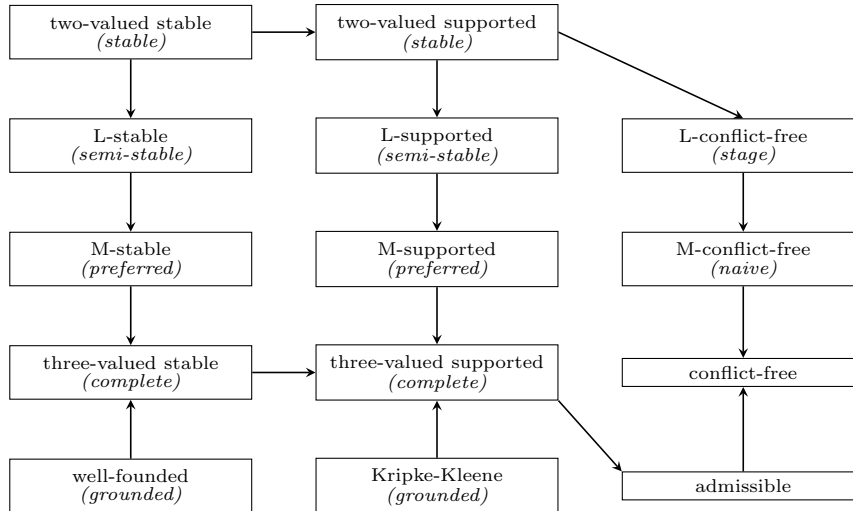 two-valued stable
(stable)
two-valued supported
(stable)
L-stable
(semi-stable)
L-supported
(semi-stable)
L-conflict-free
(stage)
M-stable
(preferred)
M-supported
(preferred)
M-conflict-free
(naive)
three-valued stable
(complete)
three-valued supported
(complete)
conflict-free
well-founded
(grounded)
Kripke-Kleene
(grounded)
admissible